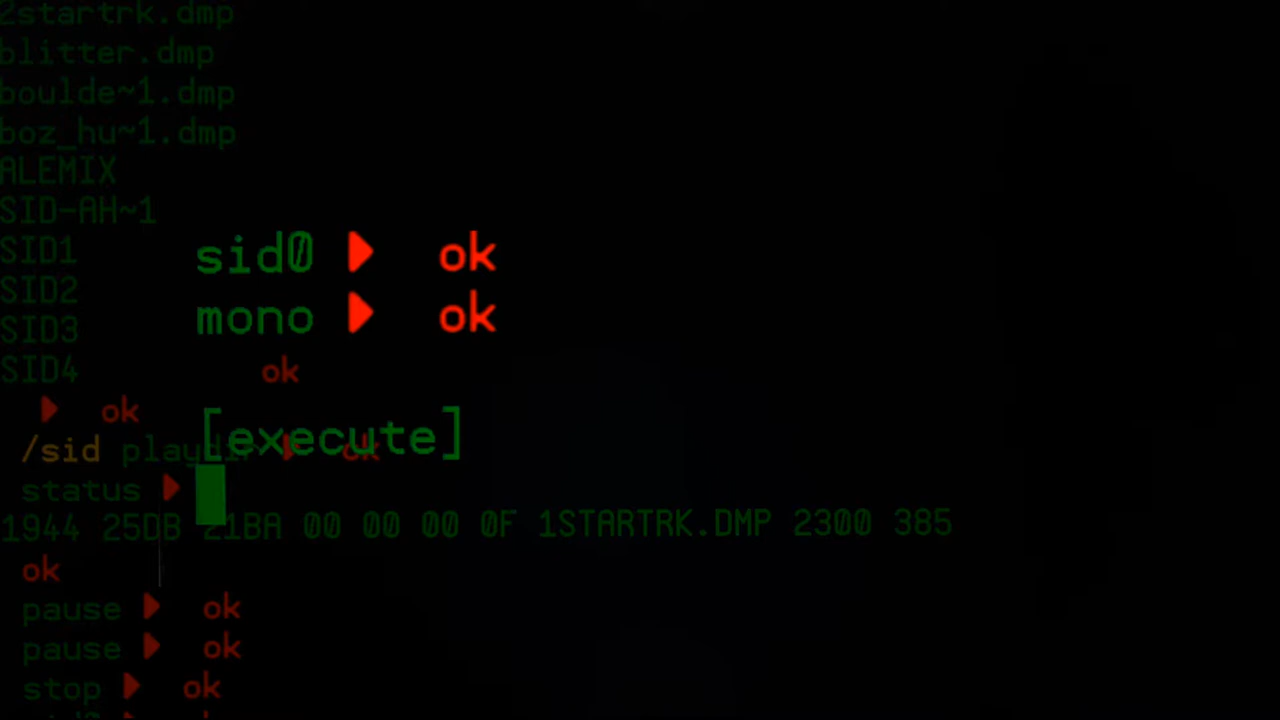 2startrk.dmp
blitter.dmp
boulde~1.dmp
boz_hu~1.dmp
ALEMIX
SID-AH~1
SID1
SID2
SID3
SID4 ok
sid0 ok
mono ok
[execute]
ok
/sid playdir ok
status
1944 25DB 21BA 00 00 00 0F 1STARTRK.DMP 2300 385
ok
pause ok
pause ok
stop ok